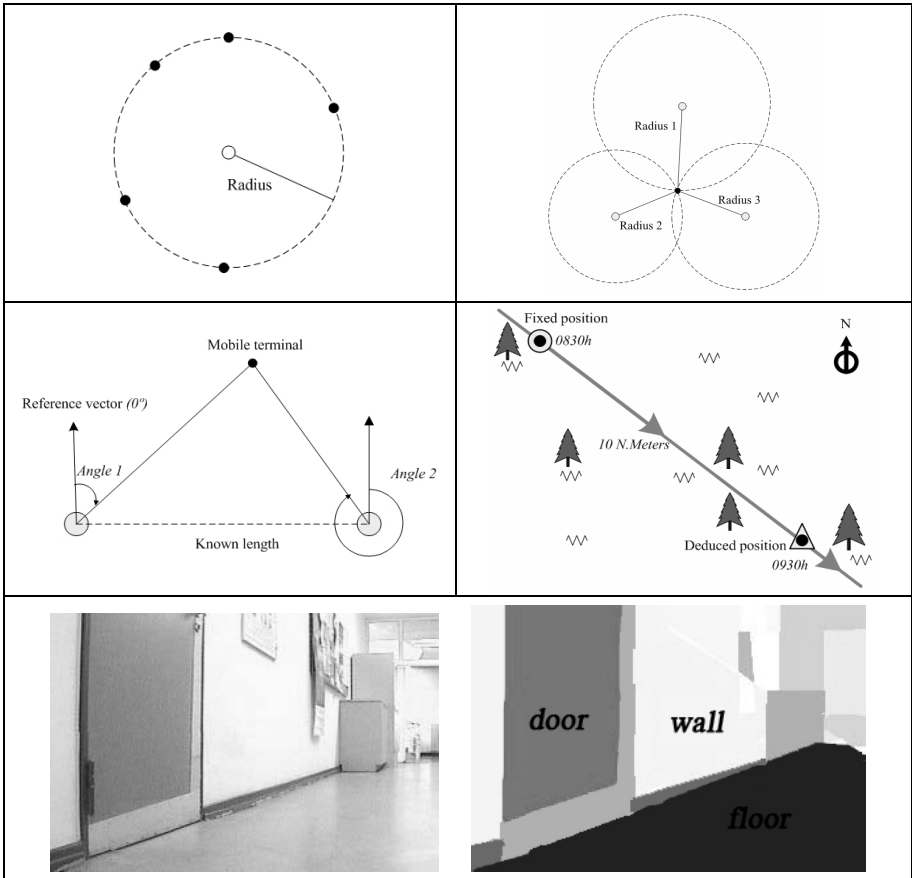 Radius
Radius 1
Radius 2
Radius 3
Mobile terminal
Reference vector (0º)
Angle 1
Angle 2
Known length
Fixed position
0830h
N
10 N.Meters
Deduced position
0930h
door
wall
floor